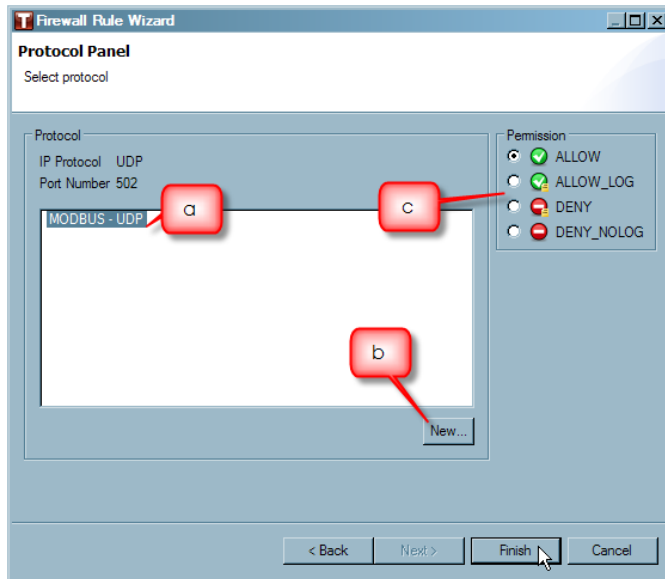 Firewall Rule Wizard
Protocol Panel
Select protocol
Protocol
IP Protocol UDP
Port Number 502
MODBUS - UDP
a
b
New...
Permission
ALLOW
ALLOW_LOG
DENY
DENY_NOLOG
c
< Back
Next >
Finish
Cancel